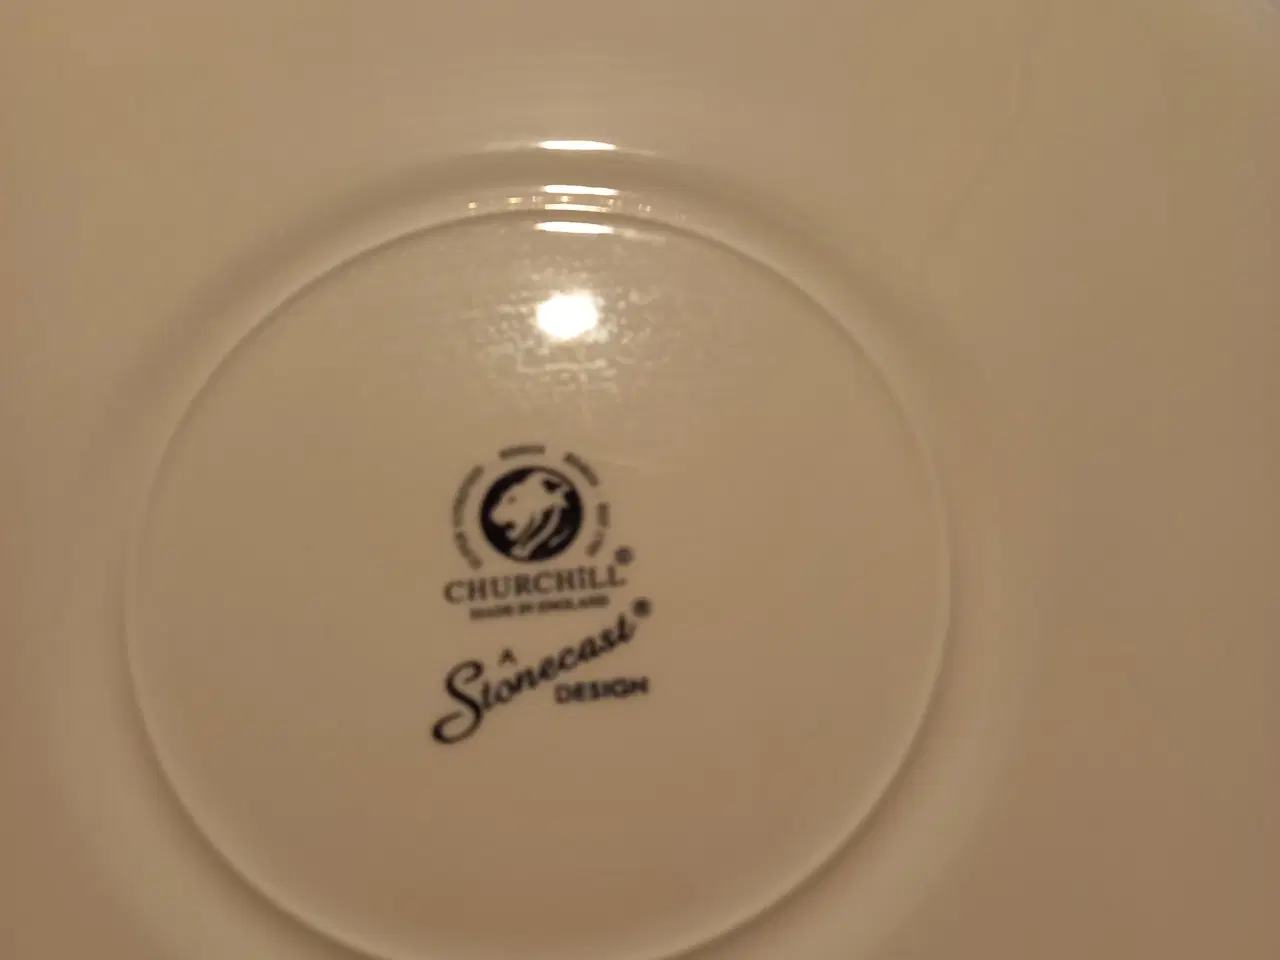 CHURCHILL®
MADE IN ENGLAND
A
Stonecast®
DESIGN